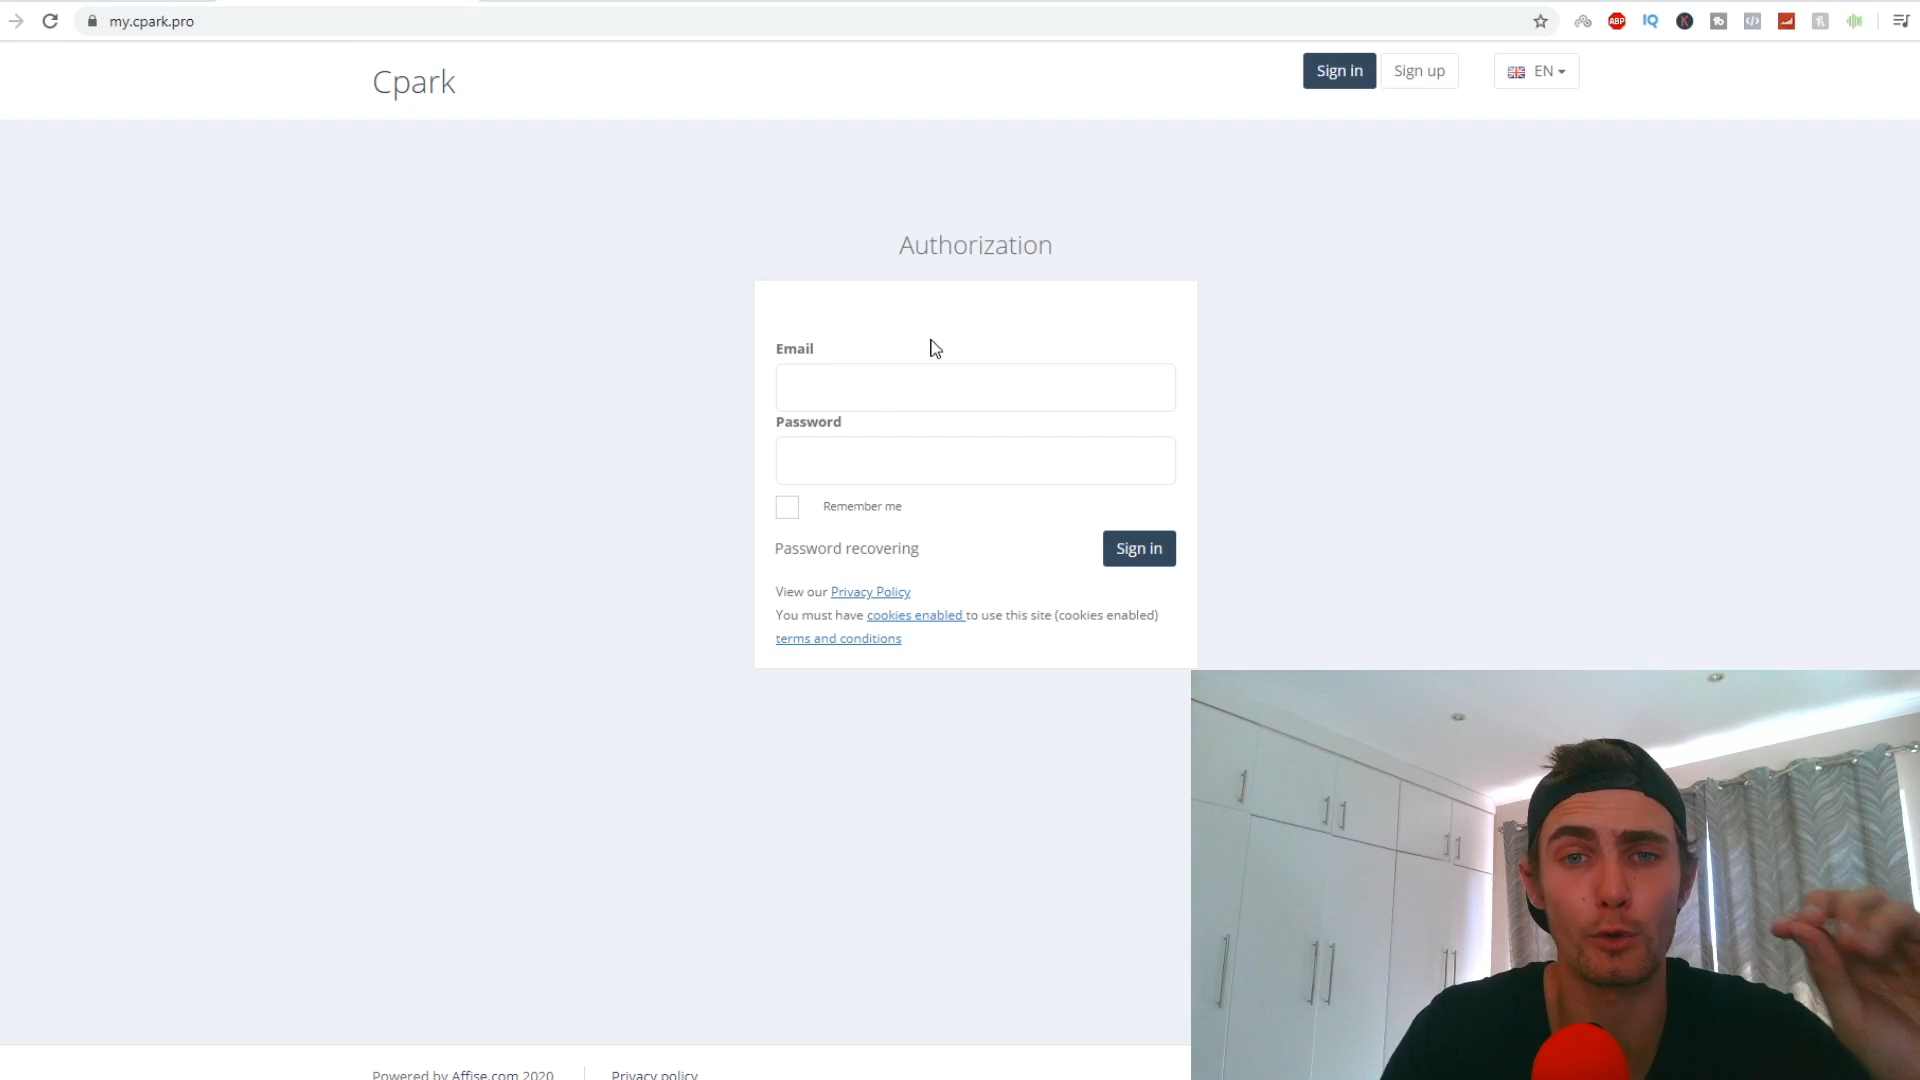 my.cpark.pro
ABP
IQ
K
Cpark
Sign in
Sign up
EN
Authorization
Email
Password
Remember me
Password recovering
Sign in
View our Privacy Policy
You must have cookies enabled to use this site (cookies enabled)
terms and conditions
Powered by Affise.com 2020
Privacy policy